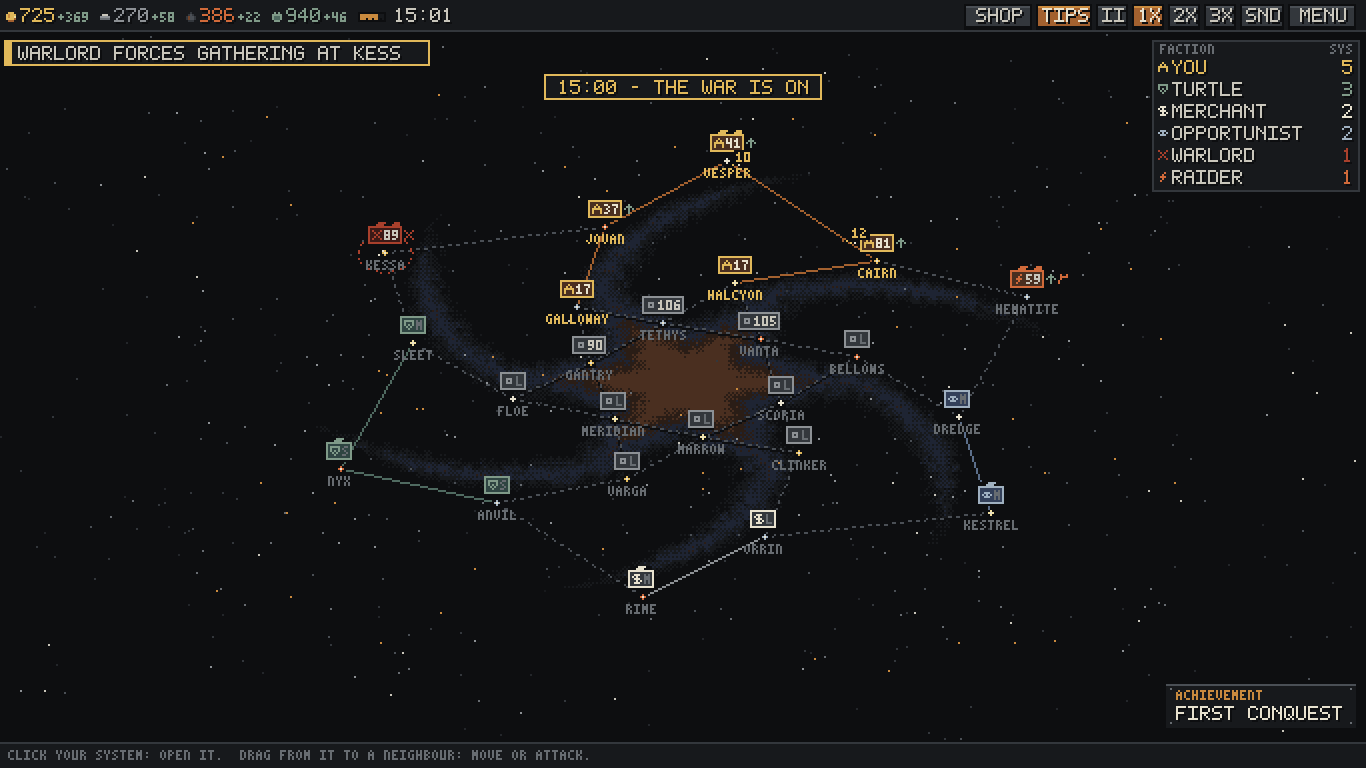 725+369 270+58 386+22 940+46 15:01 SHOP TIPS II 1X 2X 3X SND MENU
WARLORD FORCES GATHERING AT KESS
FACTION SYS
YOU 5
TURTLE 3
MERCHANT 2
OPPORTUNIST 2
WARLORD 1
RAIDER 1
15:00 - THE WAR IS ON
41
10
VESPER
37
JOVAN
89
KESSA
12
81
CAIRN
17
HALCYON
59
HEMATITE
17
GALLOWAY
106
TETHYS
105
VANTA
M
SLEET
90
GANTRY
L
BELLOWS
L
FLOE
L
SCORIA
M
DREDGE
L
MERIDIAN
L
MARROW
L
CLINKER
S
NYX
L
VARGA
S
ANVIL
M
KESTREL
L
ORRIN
M
RIME
ACHIEVEMENT
FIRST CONQUEST
CLICK YOUR SYSTEM: OPEN IT. DRAG FROM IT TO A NEIGHBOUR: MOVE OR ATTACK.